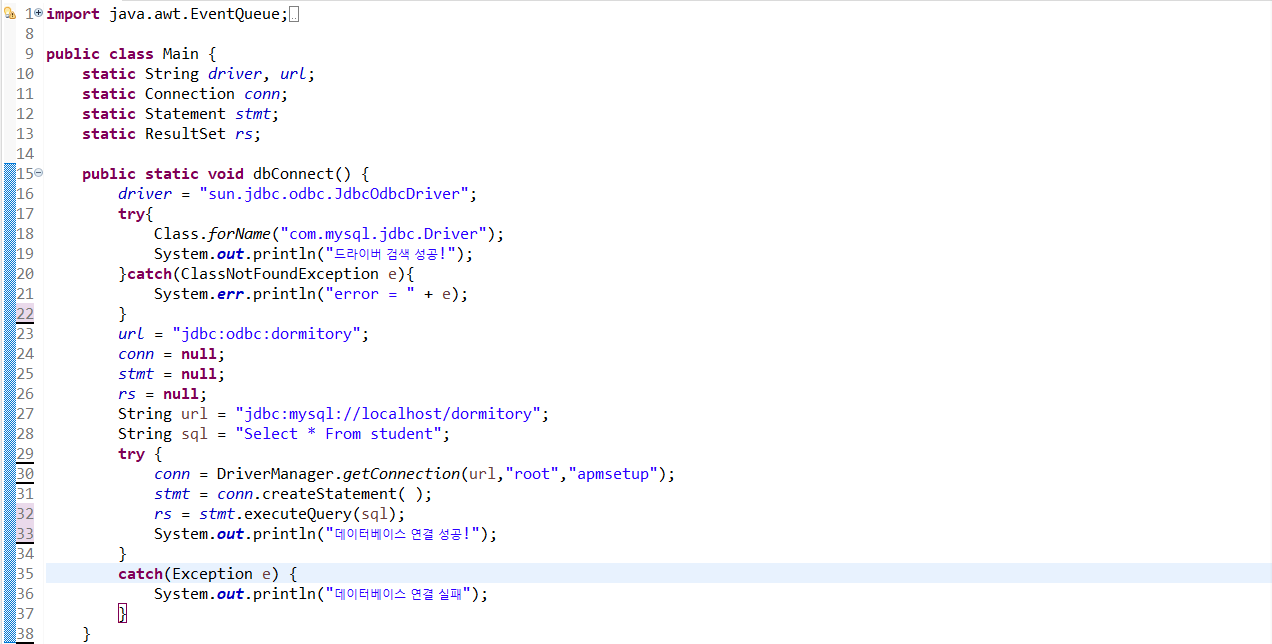 1 import java.awt.EventQueue;
8
9 public class Main {
10 static String driver, url;
11 static Connection conn;
12 static Statement stmt;
13 static ResultSet rs;
14
15 public static void dbConnect() {
16 driver = "sun.jdbc.odbc.JdbcOdbcDriver";
17 try{
18 Class.forName("com.mysql.jdbc.Driver");
19 System.out.println("드라이버 검색 성공!");
20 }catch(ClassNotFoundException e){
21 System.err.println("error = " + e);
22 }
23 url = "jdbc:odbc:dormitory";
24 conn = null;
25 stmt = null;
26 rs = null;
27 String url = "jdbc:mysql://localhost/dormitory";
28 String sql = "Select * From student";
29 try {
30 conn = DriverManager.getConnection(url,"root","apmsetup");
31 stmt = conn.createStatement( );
32 rs = stmt.executeQuery(sql);
33 System.out.println("데이터베이스 연결 성공!");
34 }
35 catch(Exception e) {
36 System.out.println("데이터베이스 연결 실패");
37 }
38 }